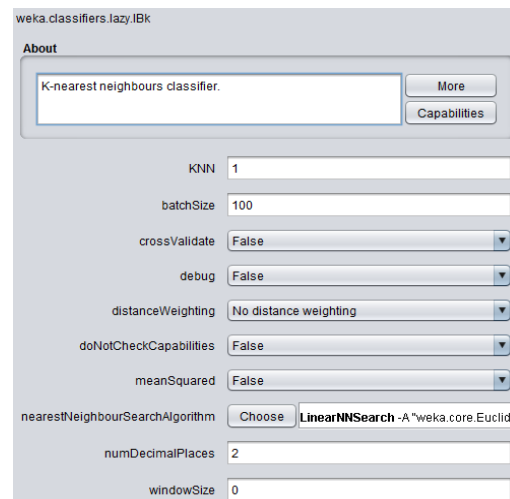 weka.classifiers.lazy.IBk
About
K-nearest neighbours classifier.
More
Capabilities
KNN 1
batchSize 100
crossValidate False
debug False
distanceWeighting No distance weighting
doNotCheckCapabilities False
meanSquared False
nearestNeighbourSearchAlgorithm Choose LinearNNSearch -A "weka.core.Euclid
numDecimalPlaces 2
windowSize 0